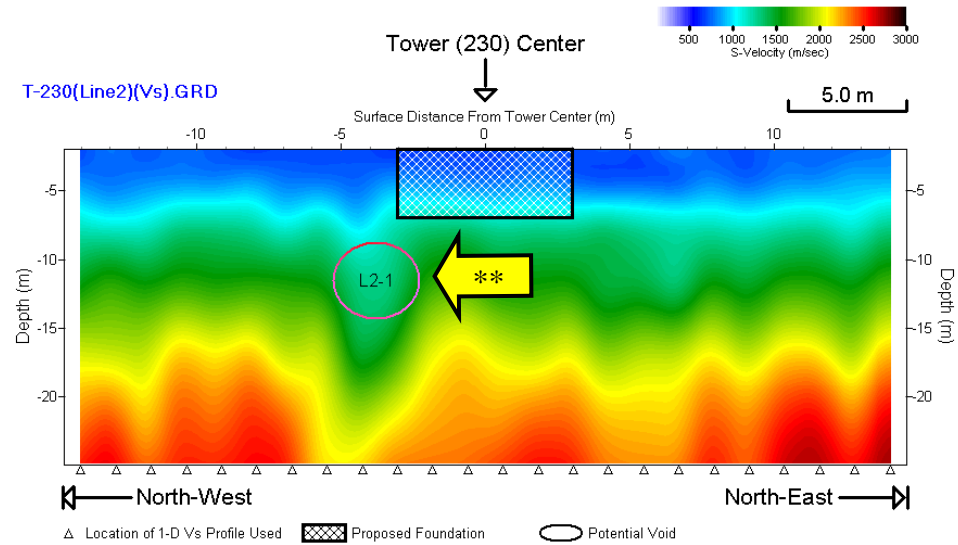 500 1000 1500 2000 2500 3000
S-Velocity (m/sec)
Tower (230) Center
T-230(Line2)(Vs).GRD
5.0 m
Surface Distance From Tower Center (m)
-10 -5 0 5 10
-5 -5
-10 -10
L2-1
**
-15 -15
-20 -20
Depth (m)
Depth (m)
North-West North-East
Location of 1-D Vs Profile Used Proposed Foundation Potential Void